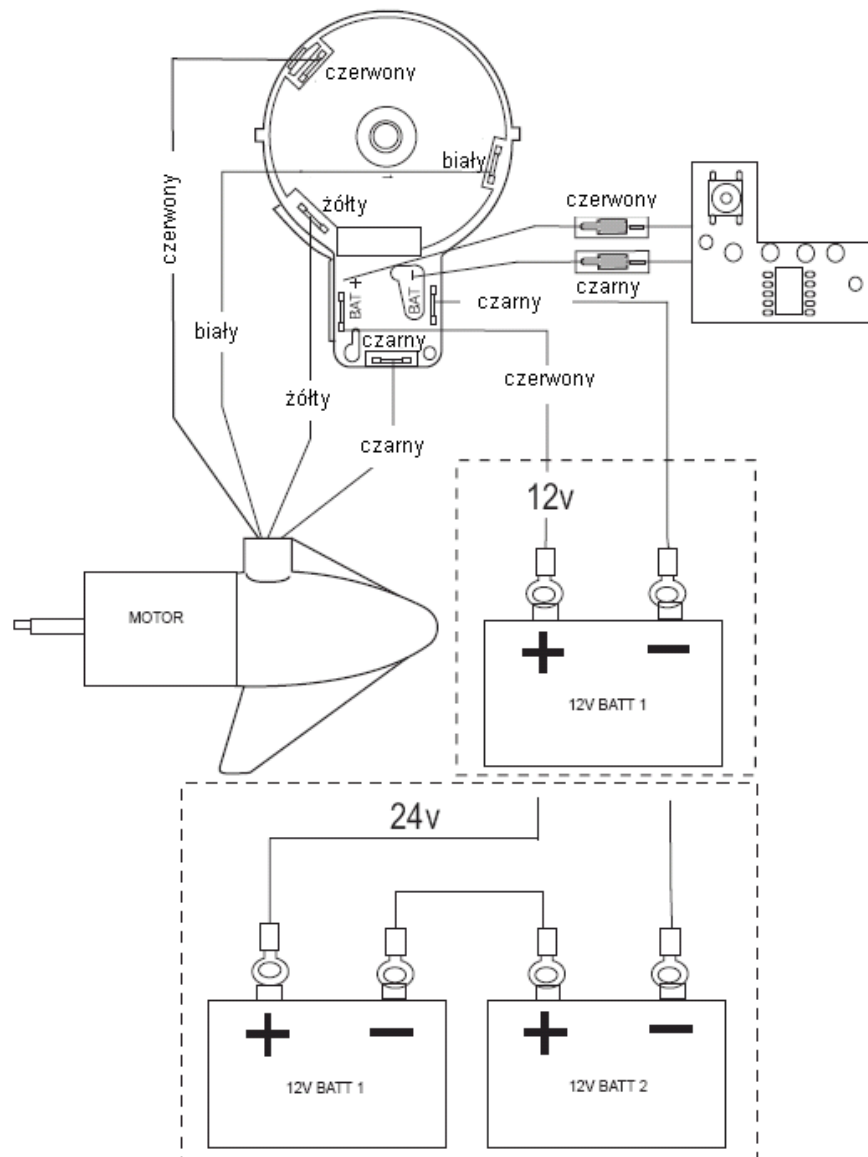 czerwony
biały
żółty
czerwony
czerwony
BAT +
BAT -
czarny
czarny
czarny
biały
czerwony
żółty
czarny
12v
MOTOR
+ -
12V BATT 1
24v
+ -
+ -
12V BATT 1
12V BATT 2